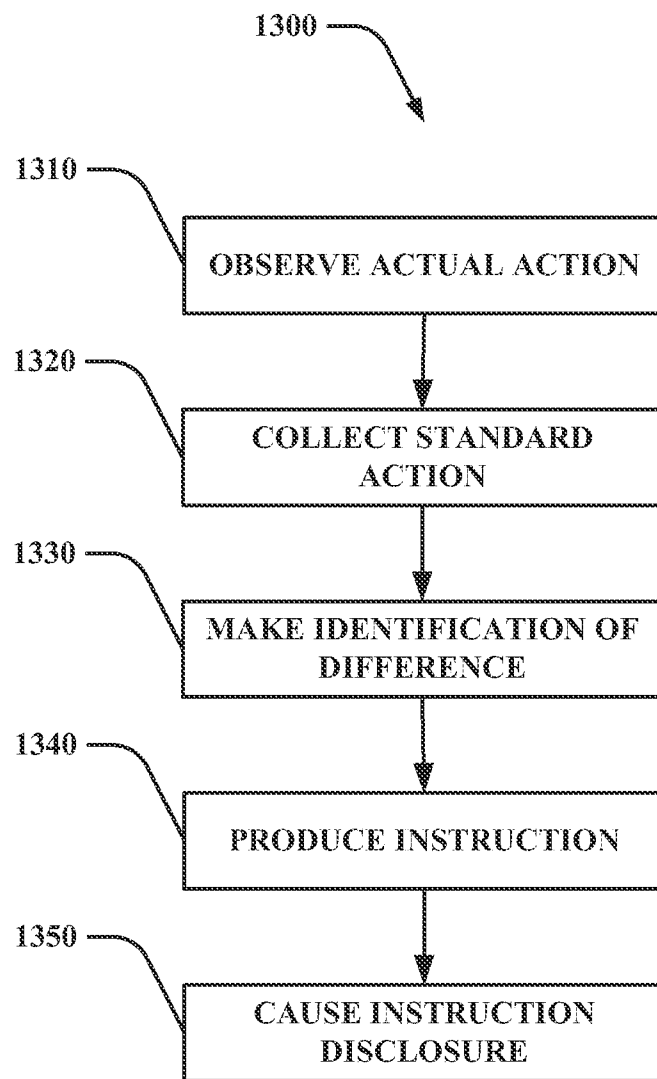 1300
1310
OBSERVE ACTUAL ACTION
1320
COLLECT STANDARD
ACTION
1330
MAKE IDENTIFICATION OF
DIFFERENCE
1340
PRODUCE INSTRUCTION
1350
CAUSE INSTRUCTION
DISCLOSURE